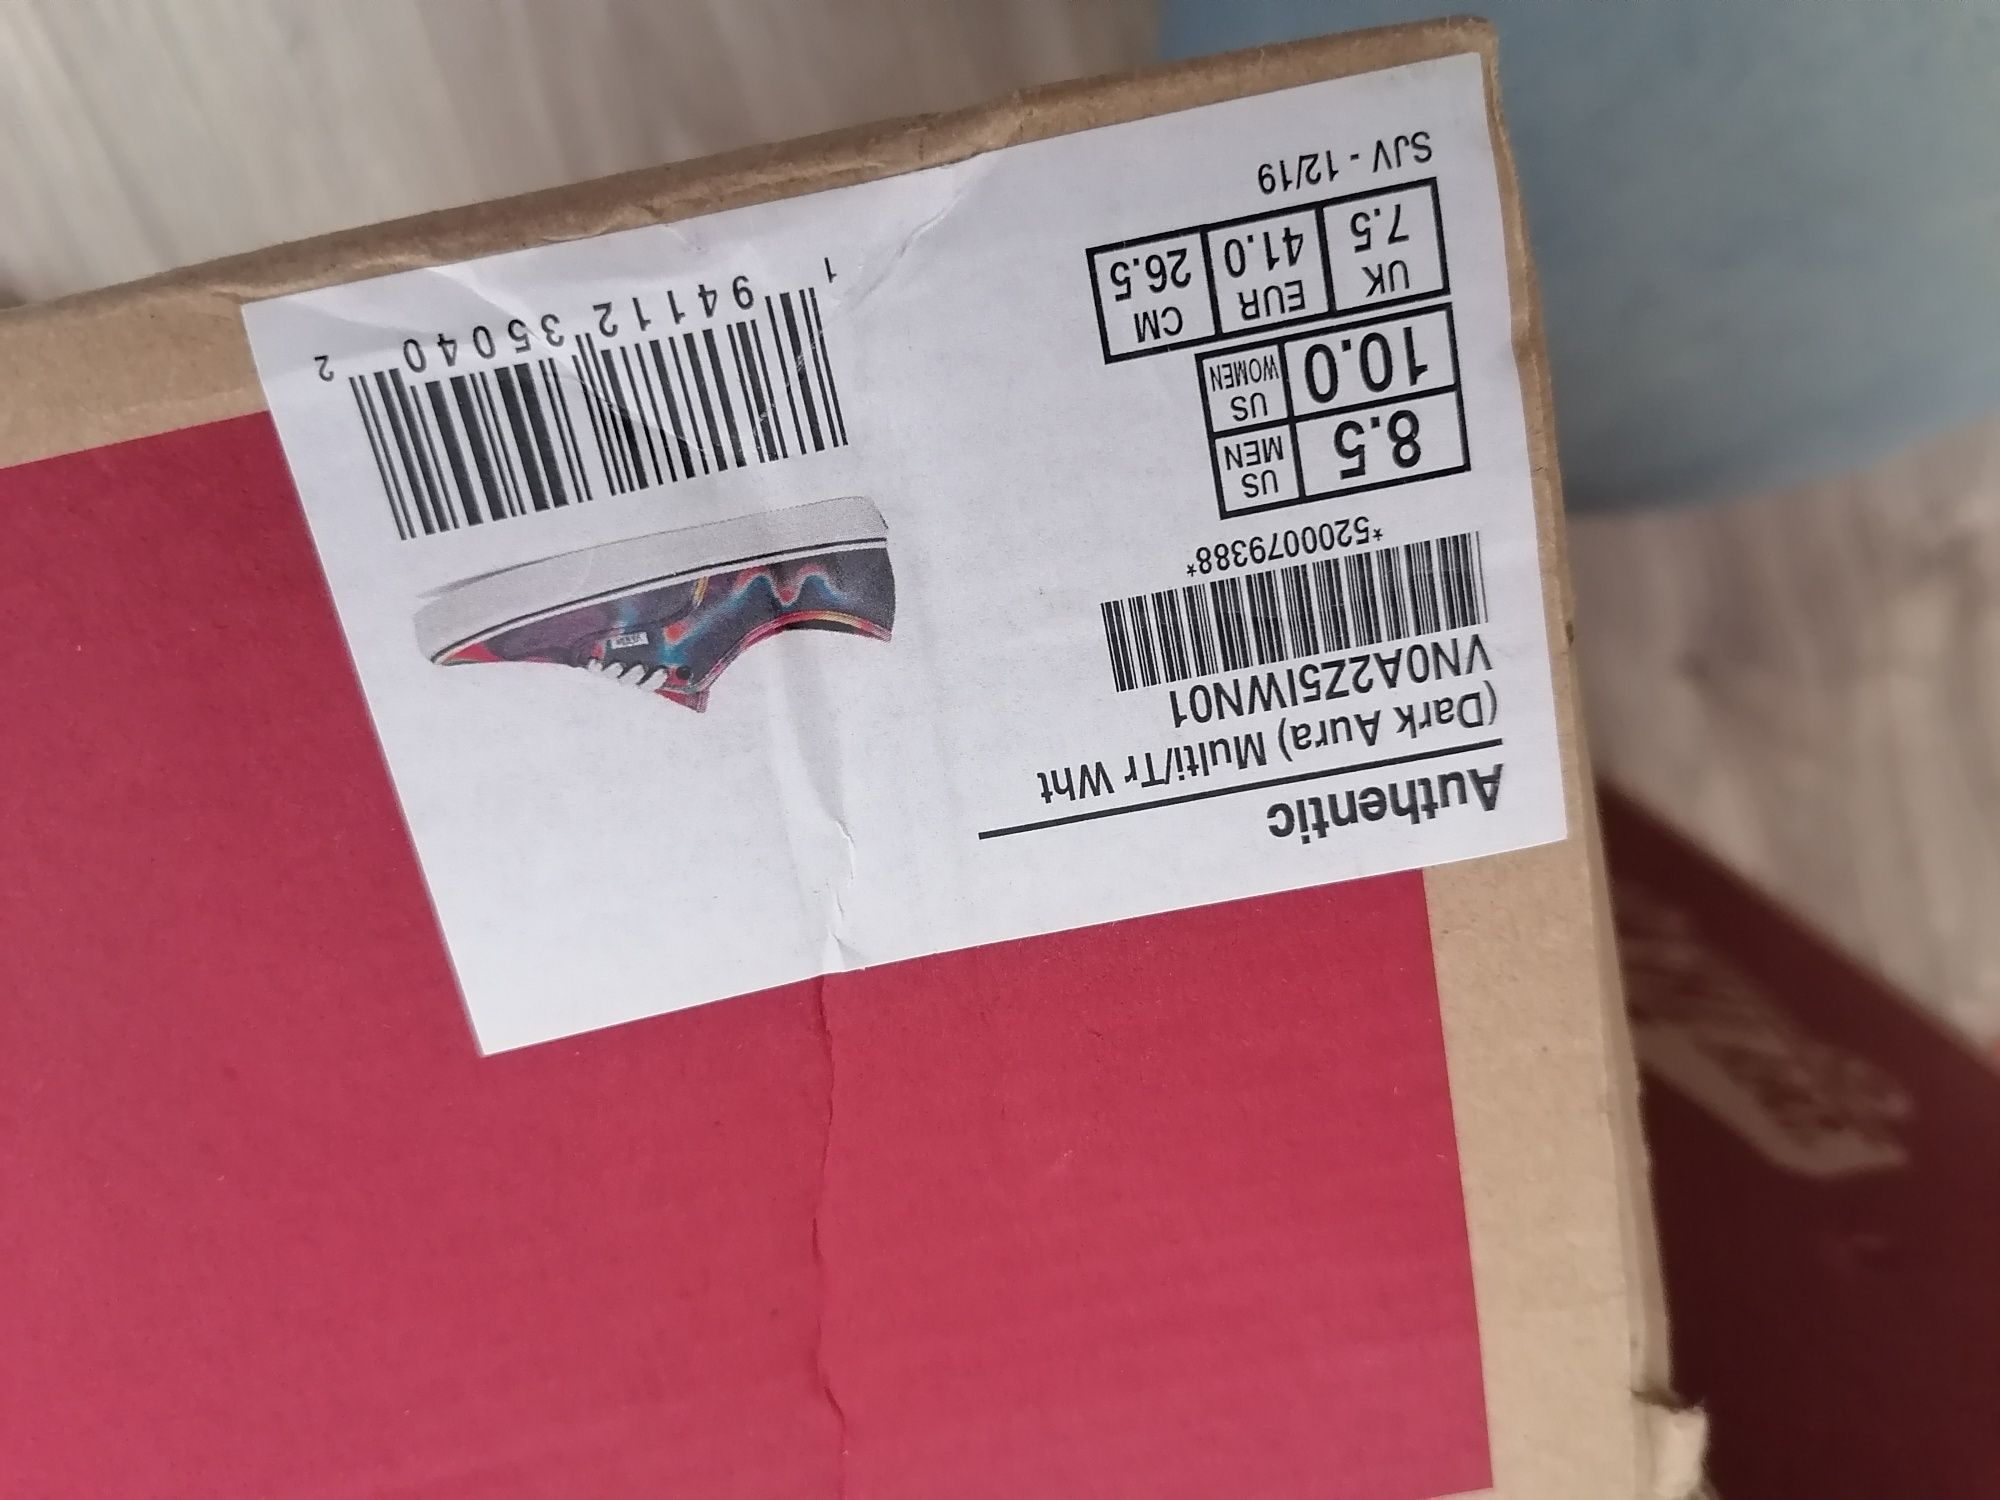 Authentic
(Dark Aura) Multi/Tr Wht
VN0A2Z5IWN01
*5200079388*
US MEN 8.5
US WOMEN 10.0
UK EUR CM
7.5 41.0 26.5
SJV - 12/19
1 94112 35040 2